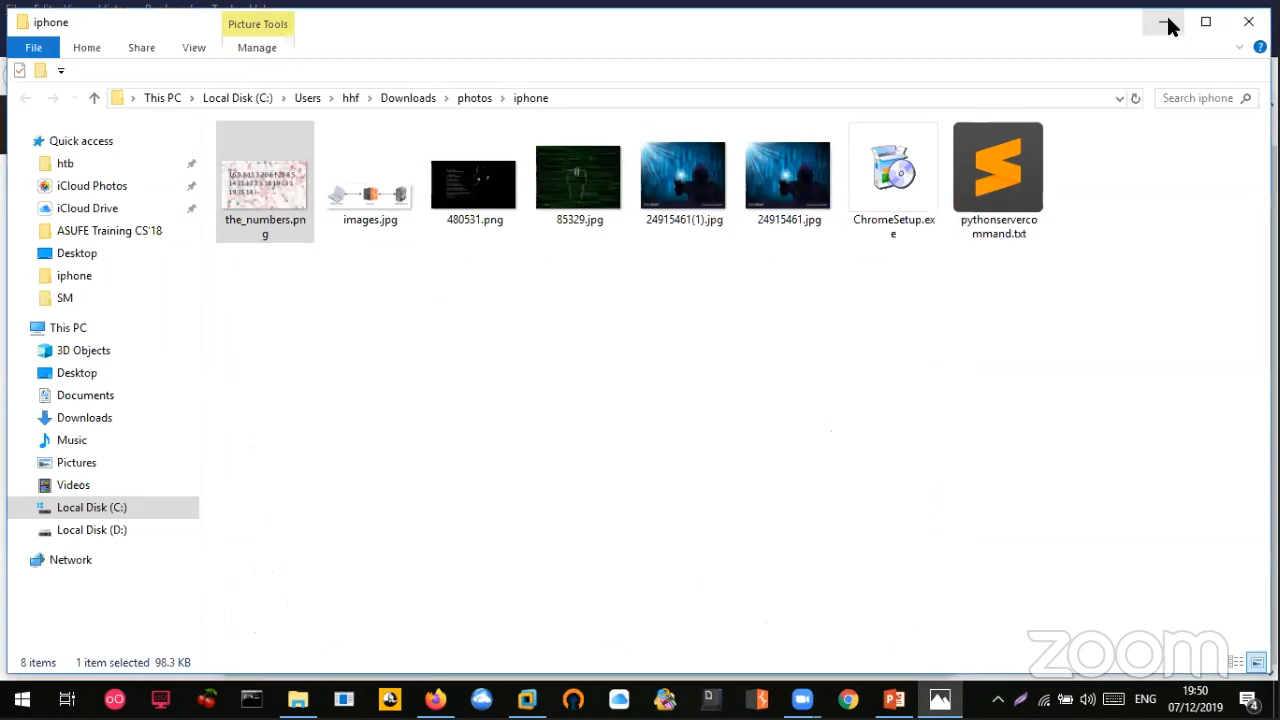 iphone
Picture Tools
File
Home
Share
View
Manage
This PC
Local Disk (C:)
Users
hhf
Downloads
photos
iphone
Search iphone
Quick access
htb
iCloud Photos
iCloud Drive
ASUFE Training CS'18
Desktop
iphone
SM
This PC
3D Objects
Desktop
Documents
Downloads
Music
Pictures
Videos
Local Disk (C:)
Local Disk (D:)
Network
the_numbers.pn
g
images.jpg
480531.png
85329.jpg
24915461(1).jpg
24915461.jpg
ChromeSetup.ex
e
pythonserverco
mmand.txt
8 items
1 item selected 98.3 KB
zoom
ENG
19:50
07/12/2019
4